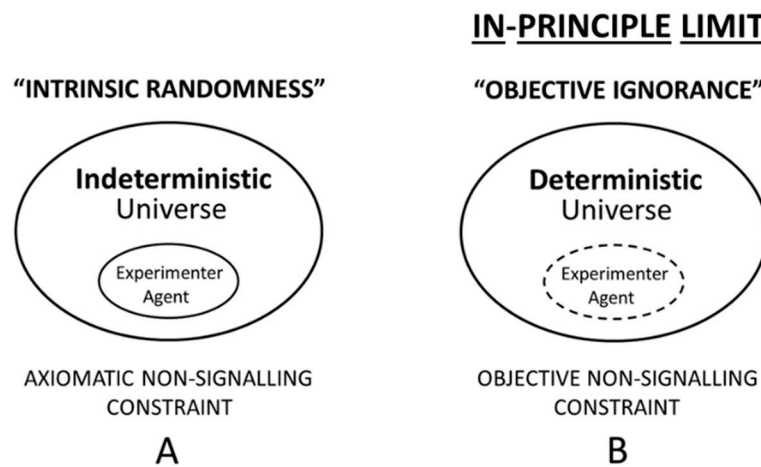 IN-PRINCIPLE LIMIT
“INTRINSIC RANDOMNESS”
“OBJECTIVE IGNORANCE”
Indeterministic
Universe
Experimenter
Agent
Deterministic
Universe
Experimenter
Agent
AXIOMATIC NON-SIGNALLING
CONSTRAINT
OBJECTIVE NON-SIGNALLING
CONSTRAINT
A
B